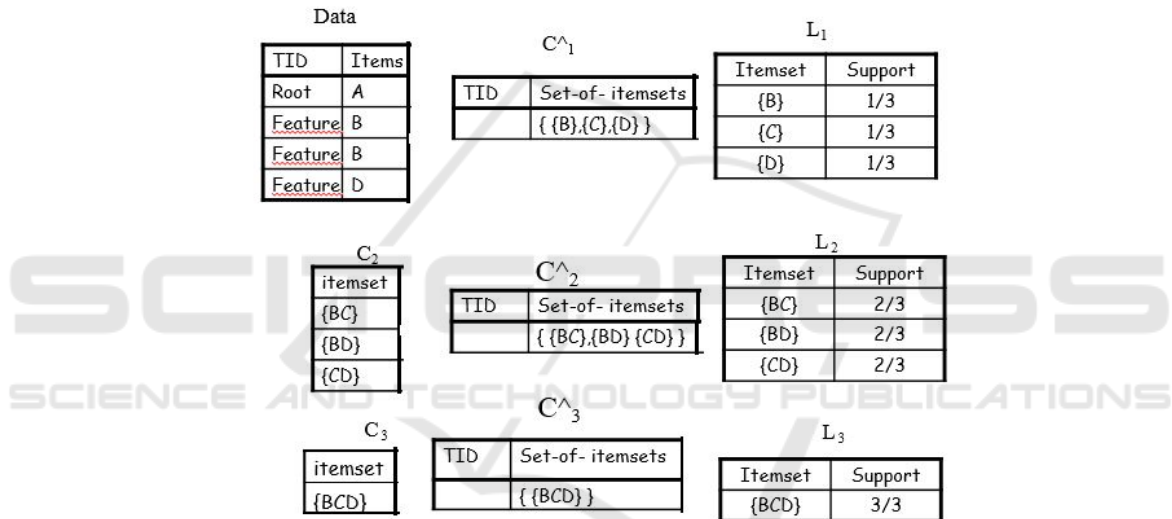 Data
TID Items
Root A
Feature B
Feature B
Feature D
C^1
TID Set-of- itemsets
{ {B},{C},{D} }
L1
Itemset Support
{B} 1/3
{C} 1/3
{D} 1/3
C2
itemset
{BC}
{BD}
{CD}
C^2
TID Set-of- itemsets
{ {BC},{BD} {CD} }
L2
Itemset Support
{BC} 2/3
{BD} 2/3
{CD} 2/3
C3
itemset
{BCD}
C^3
TID Set-of- itemsets
{ {BCD} }
L3
Itemset Support
{BCD} 3/3
SCITEPRESS
SCIENCE AND TECHNOLOGY PUBLICATIONS